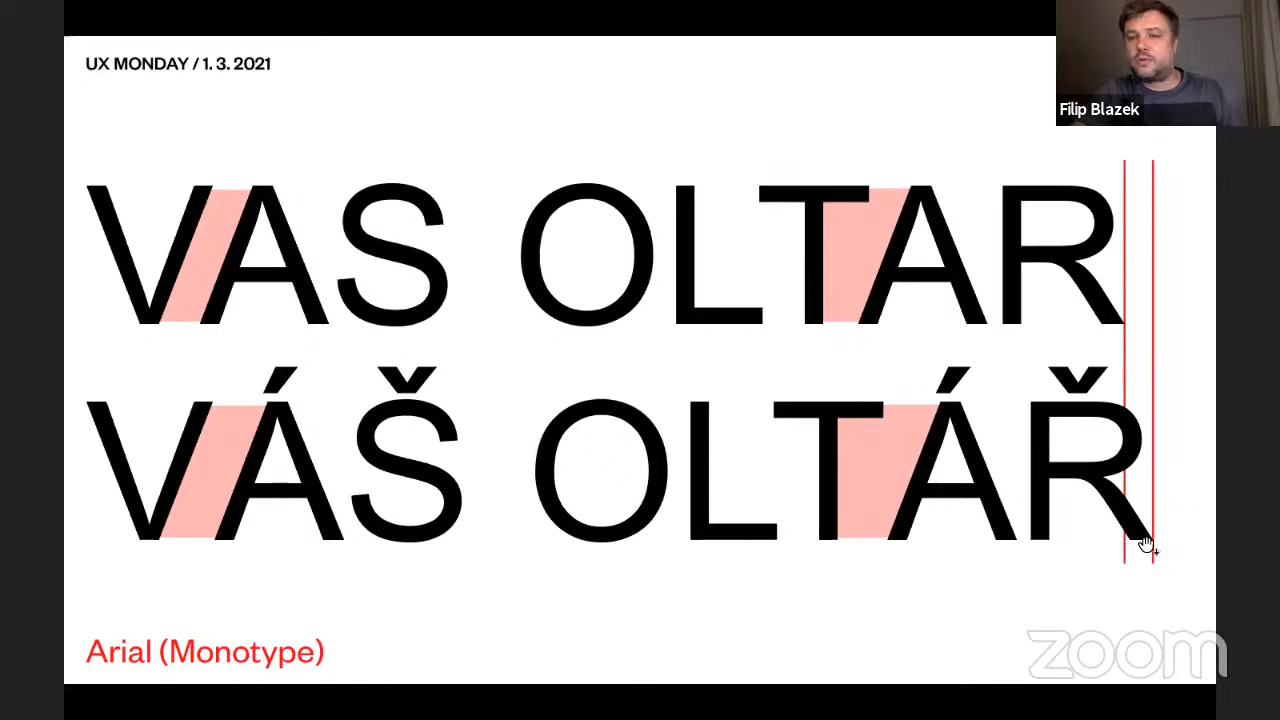 UX MONDAY / 1. 3. 2021
Filip Blazek
VAS OLTAR
VÁŠ OLTÁŘ
Arial (Monotype)
zoom